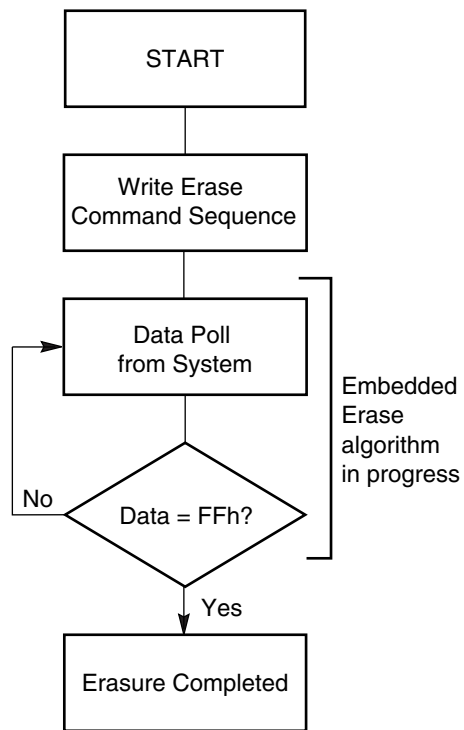 START
Write Erase
Command Sequence
Data Poll
from System
Embedded
Erase
algorithm
in progress
No
Data = FFh?
Yes
Erasure Completed